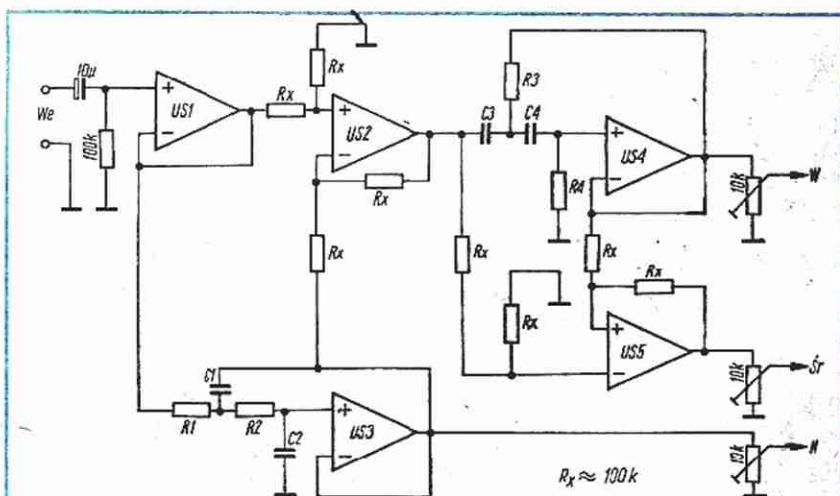 We
10µ
100k
+
US1
-
Rx
Rx
+
US2
-
Rx
Rx
C3
C4
R3
R4
+
US4
-
10k
W
Rx
Rx
Rx
Rx
+
US5
-
10k
Śr
R1
C1
R2
C2
+
US3
-
10k
N
Rx ≈ 100k